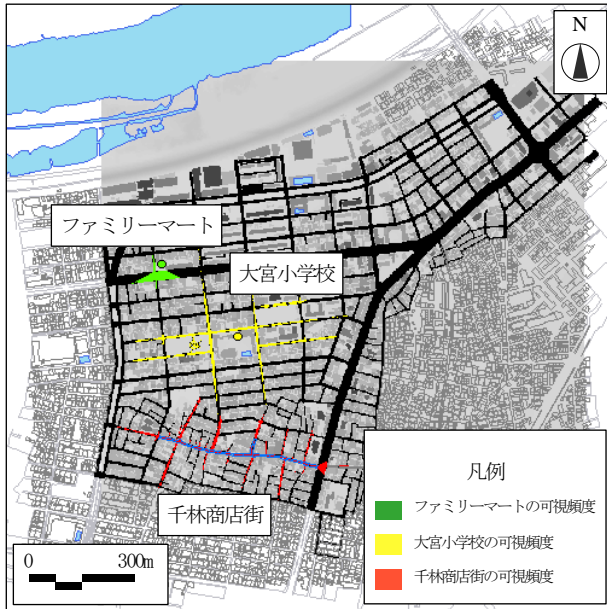 N
ファミリーマート
大宮小学校
千林商店街
凡例
ファミリーマートの可視頻度
大宮小学校の可視頻度
千林商店街の可視頻度
0 300m